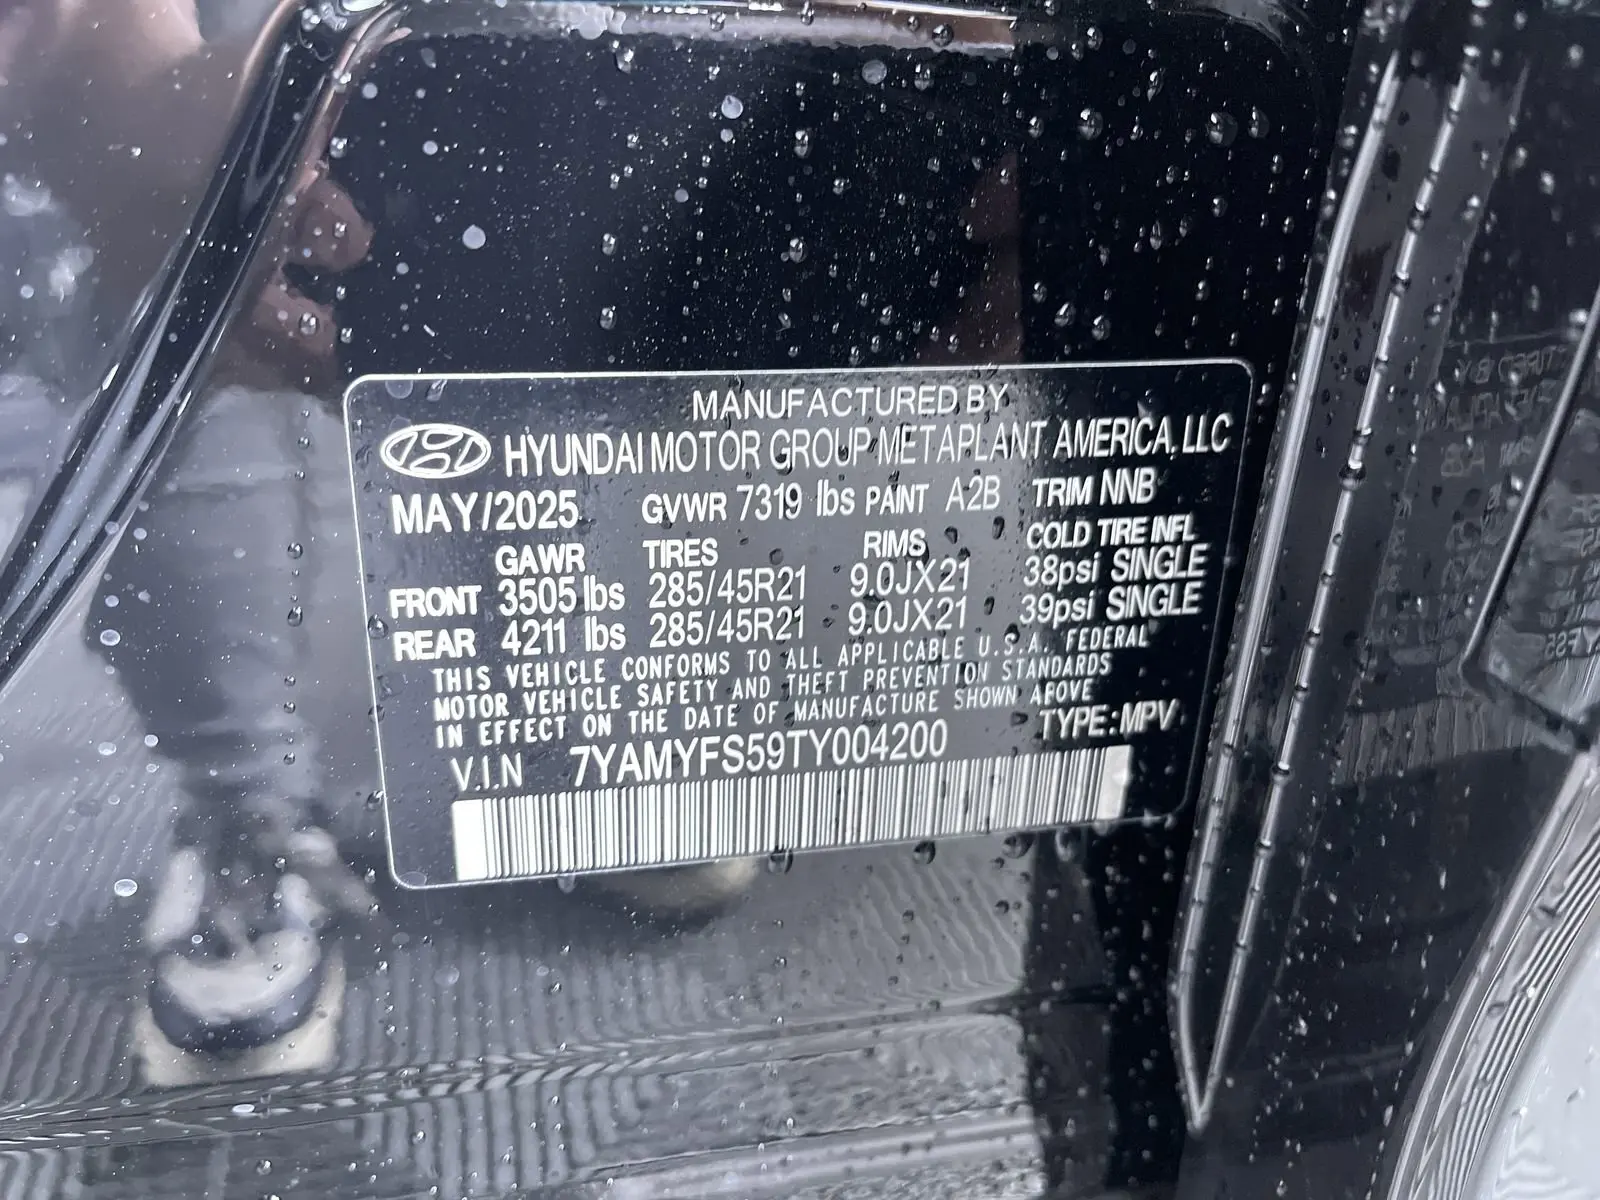 MANUFACTURED BY
HYUNDAI MOTOR GROUP METAPLANT AMERICA, LLC
MAY/2025 GVWR 7319 lbs PAINT A2B TRIM NNB
GAWR TIRES RIMS COLD TIRE INFL
FRONT 3505 lbs 285/45R21 9.0JX21 38psi SINGLE
REAR 4211 lbs 285/45R21 9.0JX21 39psi SINGLE
THIS VEHICLE CONFORMS TO ALL APPLICABLE U.S.A. FEDERAL
MOTOR VEHICLE SAFETY AND THEFT PREVENTION STANDARDS
IN EFFECT ON THE DATE OF MANUFACTURE SHOWN ABOVE
V.I.N 7YAMYFS59TY004200 TYPE:MPV